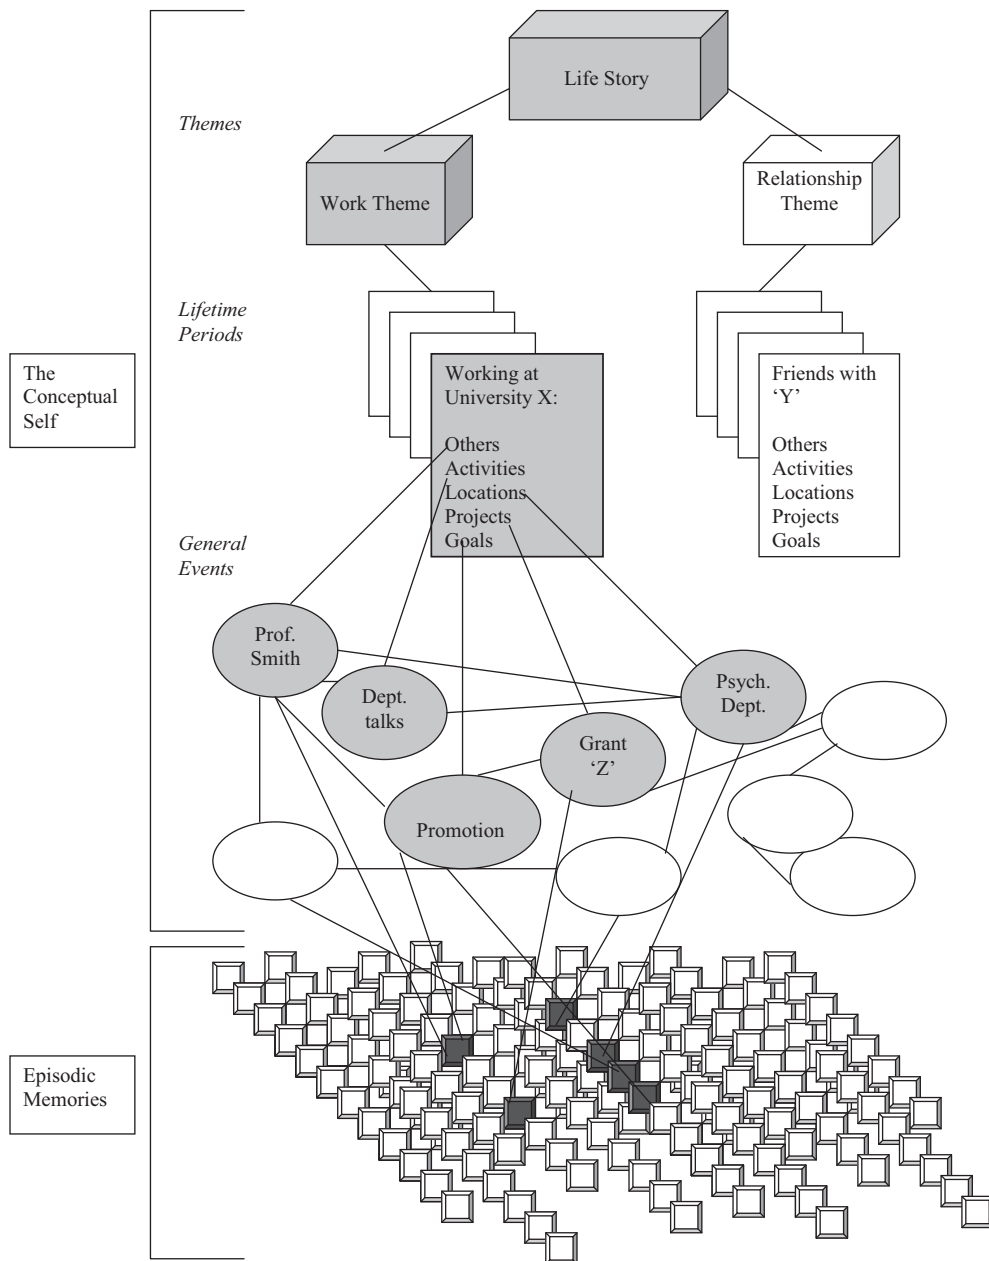 Life Story
Themes
Work Theme
Relationship
Theme
Lifetime
Periods
The
Conceptual
Self
Working at
University X:
Others
Activities
Locations
Projects
Goals
Friends with
‘Y’
Others
Activities
Locations
Projects
Goals
General
Events
Prof.
Smith
Dept.
talks
Psych.
Dept.
Grant
‘Z’
Promotion
Episodic
Memories